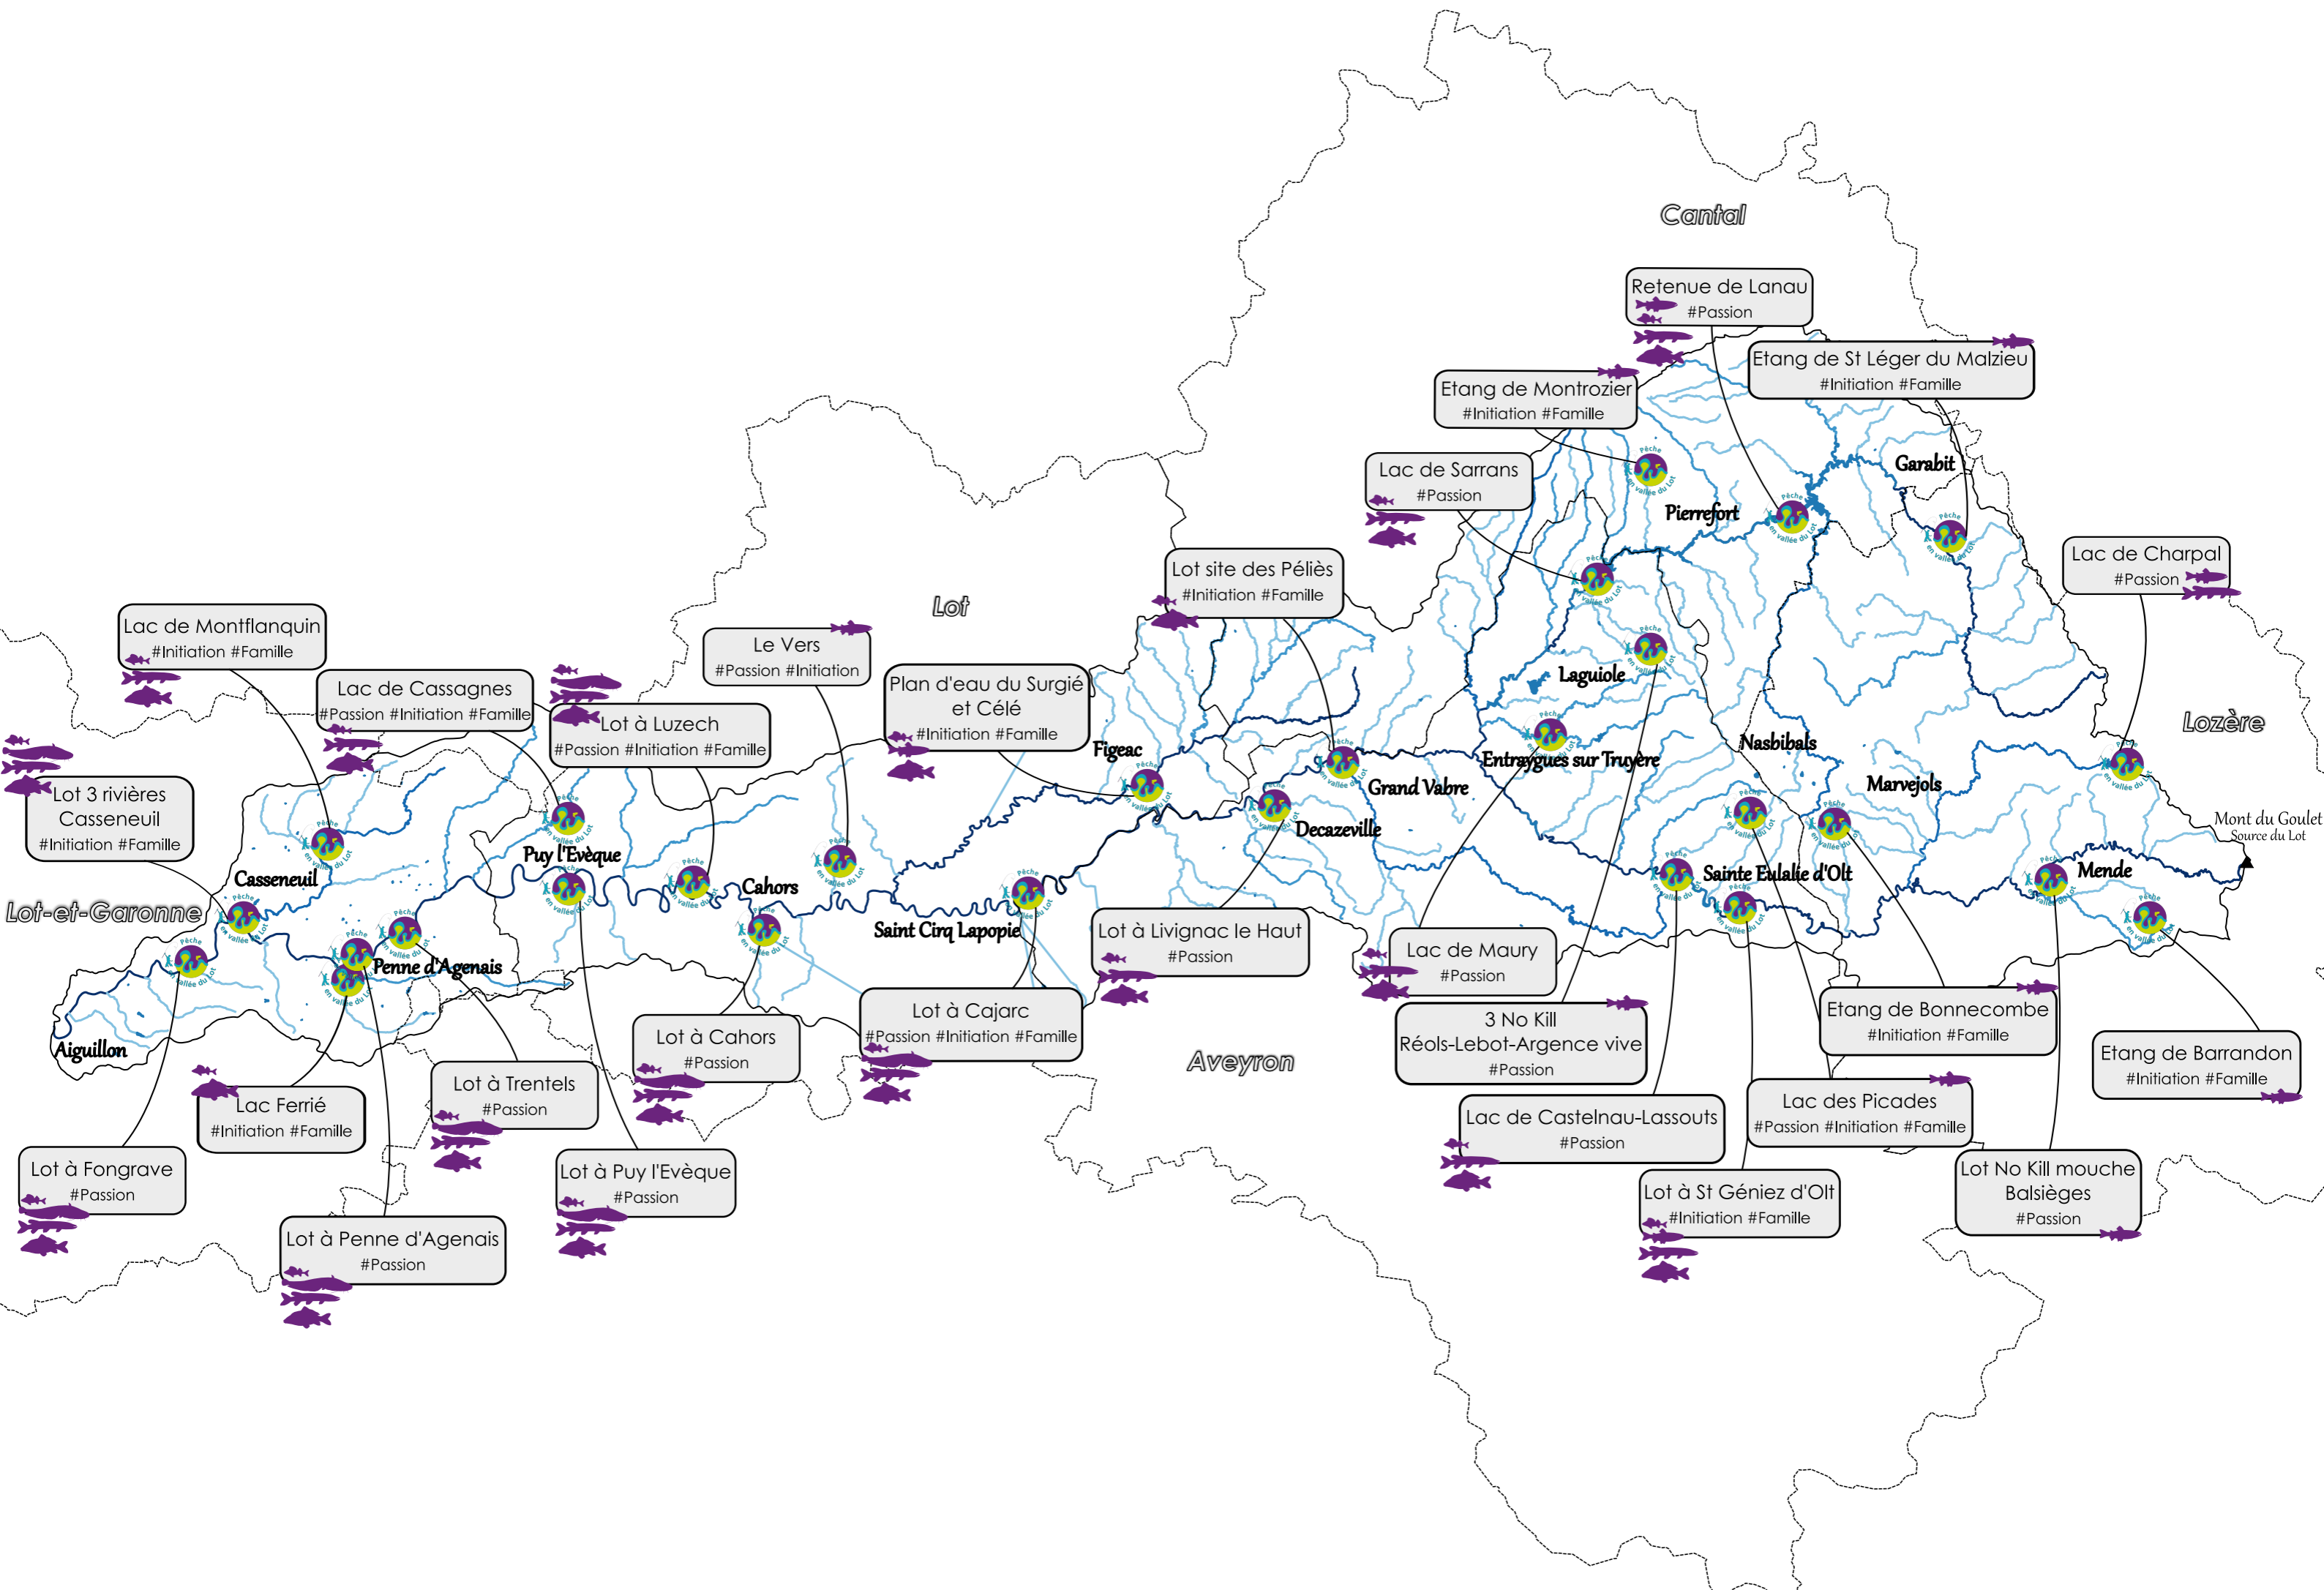 Cantal
Retenue de Lanau
#Passion
Etang de St Léger du Malzieu
#Initiation #Famille
Etang de Montrozier
#Initiation #Famille
Lac de Sarrans
#Passion
Garabit
Pierrefort
Lac de Charpal
#Passion
Lot site des Péliès
#Initiation #Famille
Lot
Lac de Montflanquin
#Initiation #Famille
Le Vers
#Passion #Initiation
Lac de Cassagnes
#Passion #Initiation #Famille
Plan d'eau du Surgié
et Célé
#Initiation #Famille
Lot à Luzech
#Passion #Initiation #Famille
Laguiole
Lozère
Figeac
Nasbibals
Entraygues sur Truyère
Marvejols
Grand Vabre
Lot 3 rivières
Casseneuil
#Initiation #Famille
Decazeville
Mont du Goulet
Source du Lot
Puy l'Evèque
Casseneuil
Cahors
Sainte Eulalie d'Olt
Mende
Lot-et-Garonne
Saint Cirq Lapopie
Penne d'Agenais
Lot à Livignac le Haut
#Passion
Lac de Maury
#Passion
Aiguillon
Lot à Cahors
#Passion
Lot à Cajarc
#Passion #Initiation #Famille
Aveyron
3 No Kill
Réols-Lebot-Argence vive
#Passion
Etang de Bonnecombe
#Initiation #Famille
Etang de Barrandon
#Initiation #Famille
Lac Ferrié
#Initiation #Famille
Lot à Trentels
#Passion
Lac de Castelnau-Lassouts
#Passion
Lac des Picades
#Passion #Initiation #Famille
Lot à Fongrave
#Passion
Lot à Puy l'Evèque
#Passion
Lot à St Géniez d'Olt
#Initiation #Famille
Lot No Kill mouche
Balsièges
#Passion
Lot à Penne d'Agenais
#Passion
Pêche
en vallée du Lot